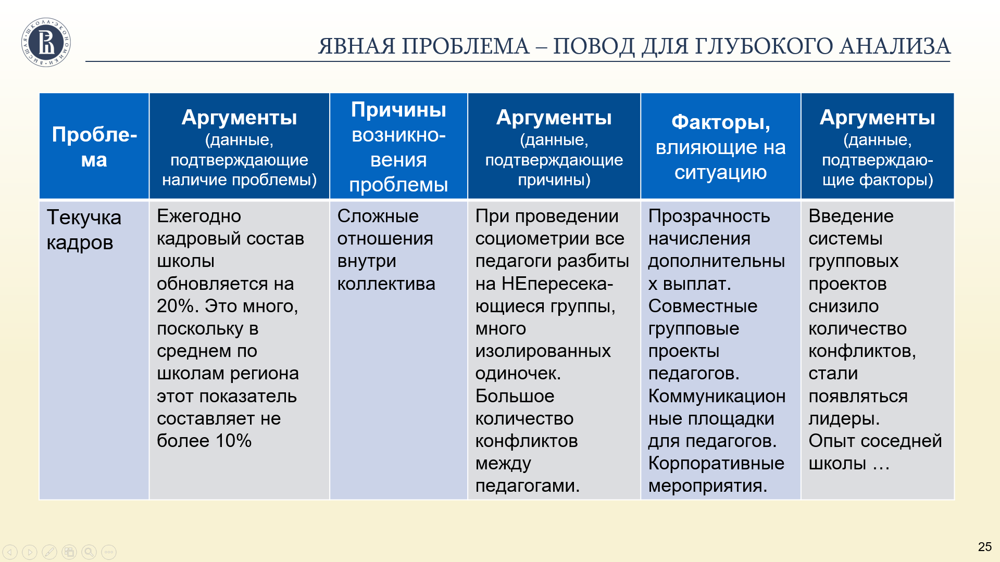 ВЫСШАЯ ШКОЛА ЭКОНОМИКИ
ЯВНАЯ ПРОБЛЕМА – ПОВОД ДЛЯ ГЛУБОКОГО АНАЛИЗА
Пробле-
ма
Аргументы
(данные,
подтверждающие
наличие проблемы)
Причины
возникно-
вения
проблемы
Аргументы
(данные,
подтверждающие
причины)
Факторы,
влияющие на
ситуацию
Аргументы
(данные,
подтверждаю-
щие факторы)
Текучка
кадров
Ежегодно
кадровый состав
школы
обновляется на
20%. Это много,
поскольку в
среднем по
школам региона
этот показатель
составляет не
более 10%
Сложные
отношения
внутри
коллектива
При проведении
социометрии все
педагоги разбиты
на НЕпересека-
ющиеся группы,
много
изолированных
одиночек.
Большое
количество
конфликтов
между
педагогами.
Прозрачность
начисления
дополнительны
х выплат.
Совместные
групповые
проекты
педагогов.
Коммуникацион
ные площадки
для педагогов.
Корпоративные
мероприятия.
Введение
системы
групповых
проектов
снизило
количество
конфликтов,
стали
появляться
лидеры.
Опыт соседней
школы …
25